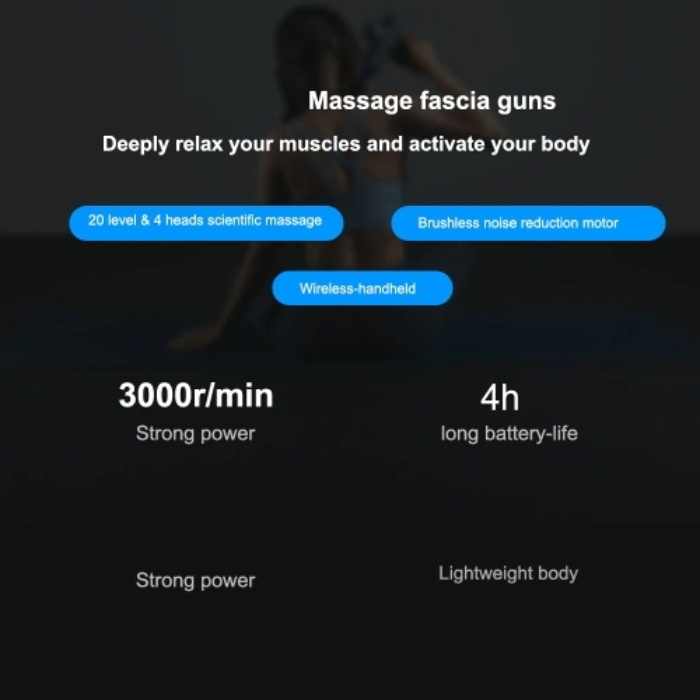 Massage fascia guns
Deeply relax your muscles and activate your body
20 level & 4 heads scientific massage
Brushless noise reduction motor
Wireless-handheld
3000r/min
4h
Strong power
long battery-life
Strong power
Lightweight body